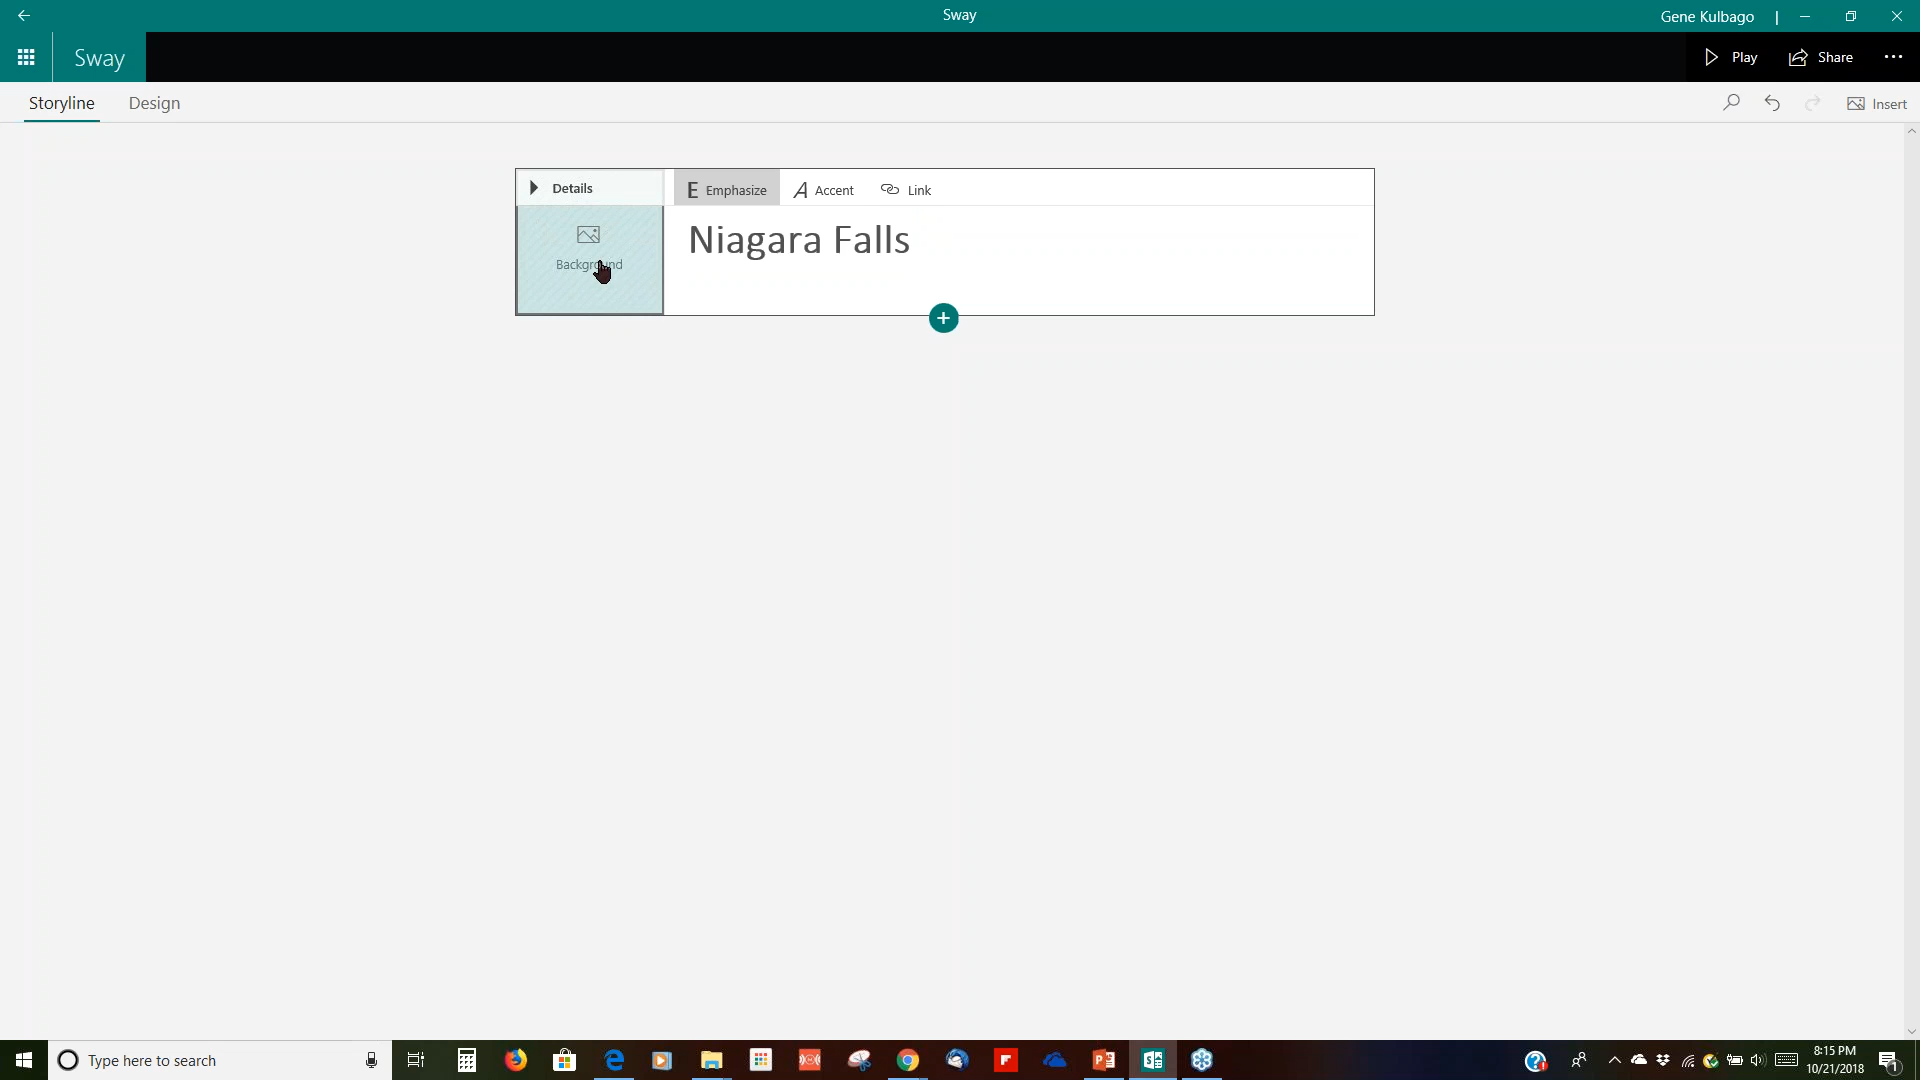 Sway
Gene Kulbago
Sway
Play
Share
Storyline
Design
Insert
Details
E Emphasize
A Accent
Link
Background
Niagara Falls
Type here to search
8:15 PM
10/21/2018